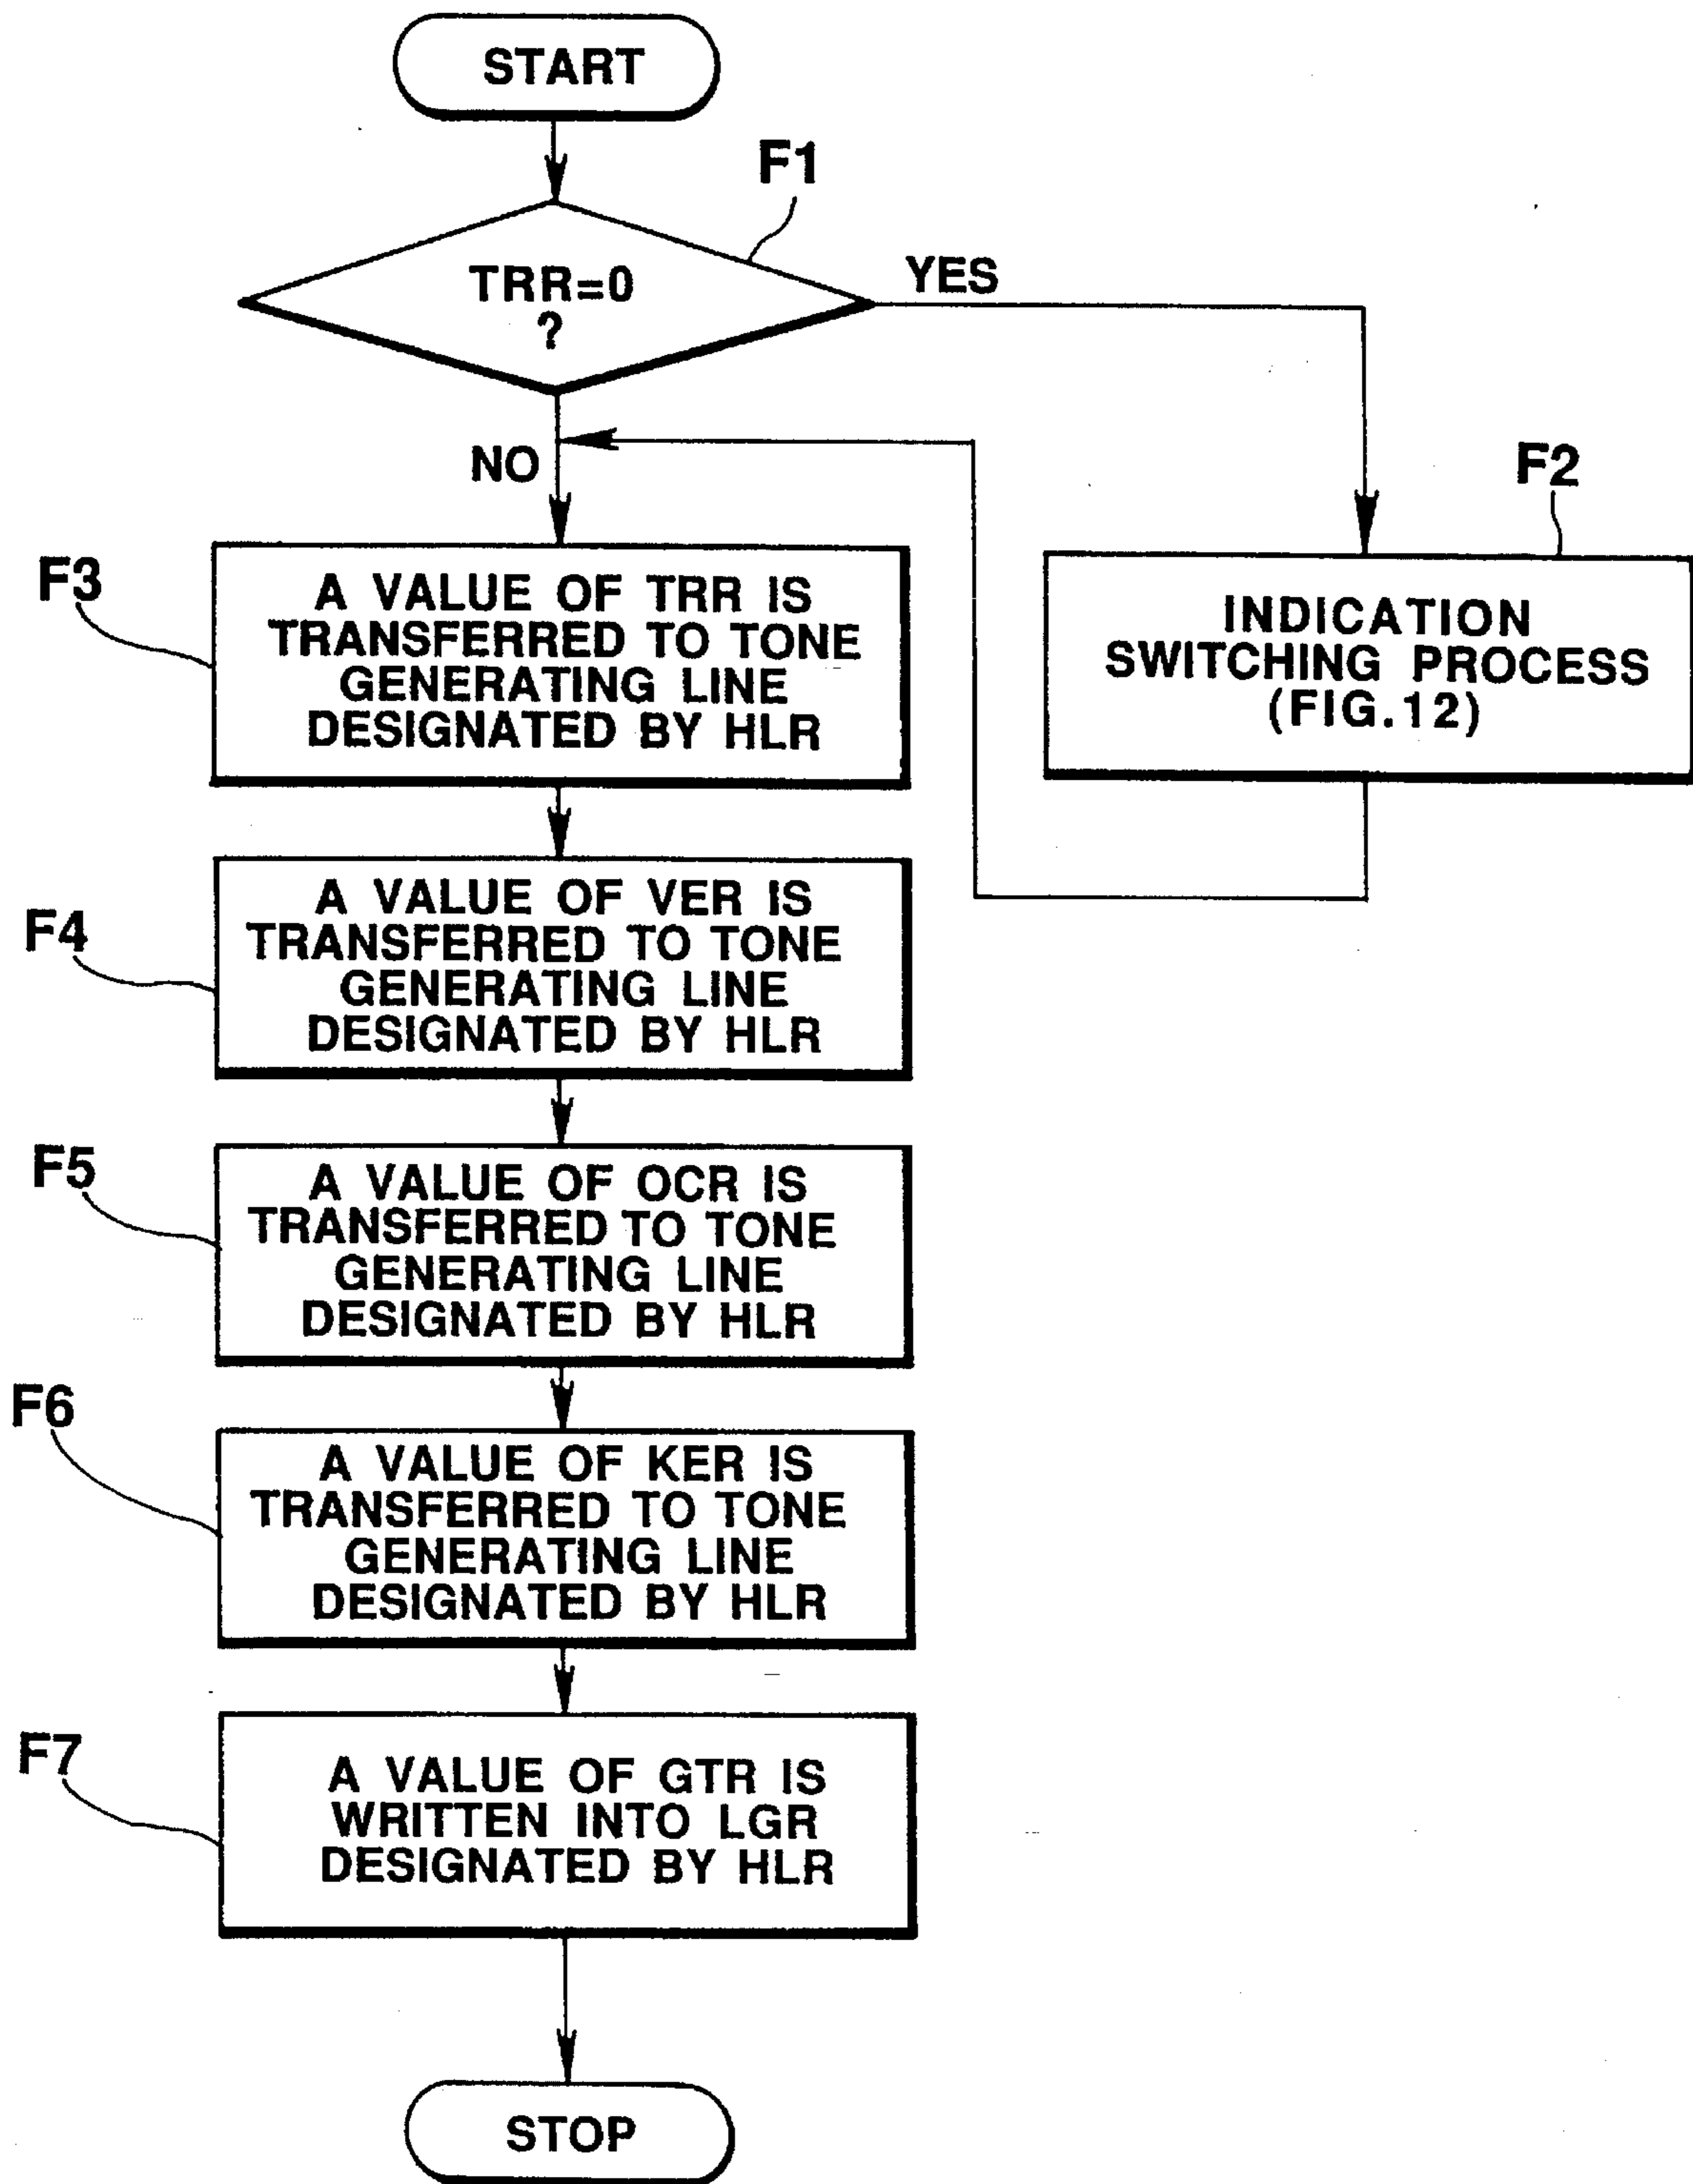 START
F1
TRR=0
?
YES
NO
F2
INDICATION
SWITCHING PROCESS
(FIG.12)
F3
A VALUE OF TRR IS
TRANSFERRED TO TONE
GENERATING LINE
DESIGNATED BY HLR
F4
A VALUE OF VER IS
TRANSFERRED TO TONE
GENERATING LINE
DESIGNATED BY HLR
F5
A VALUE OF OCR IS
TRANSFERRED TO TONE
GENERATING LINE
DESIGNATED BY HLR
F6
A VALUE OF KER IS
TRANSFERRED TO TONE
GENERATING LINE
DESIGNATED BY HLR
F7
A VALUE OF GTR IS
WRITTEN INTO LGR
DESIGNATED BY HLR
STOP